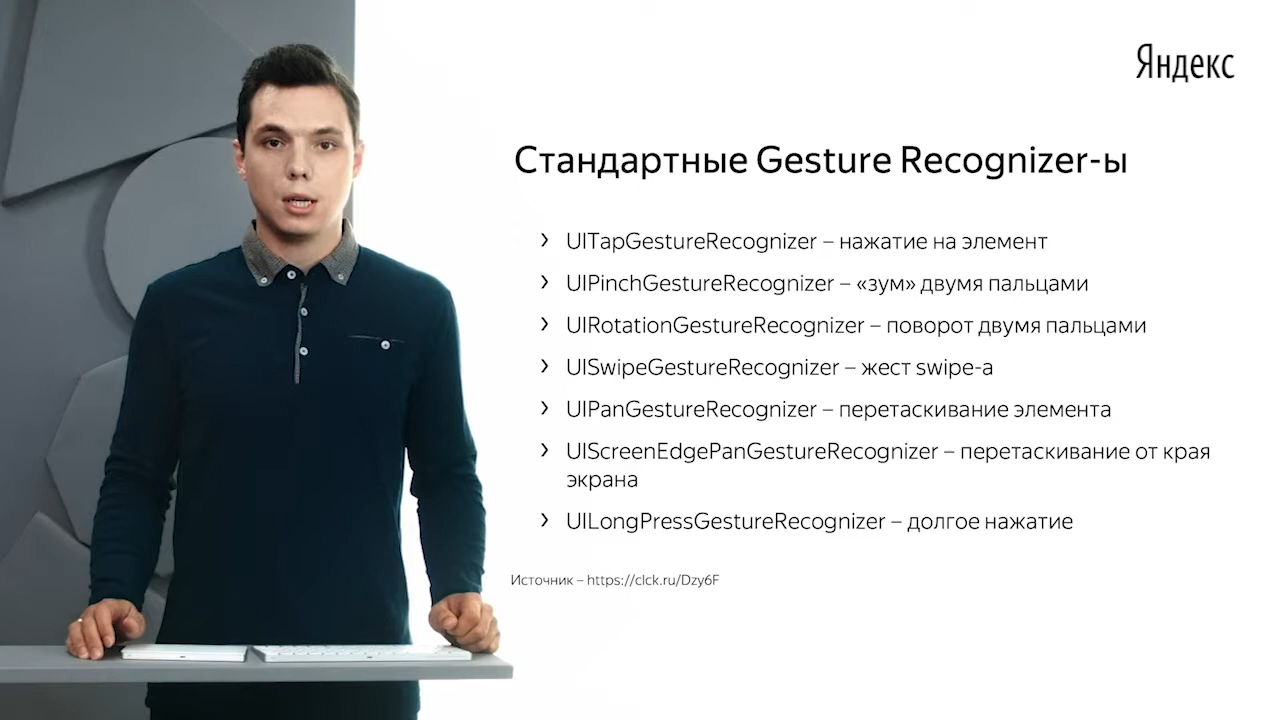 Яндекс
Стандартные Gesture Recognizer-ы
› UITapGestureRecognizer – нажатие на элемент
› UIPinchGestureRecognizer – «зум» двумя пальцами
› UIRotationGestureRecognizer – поворот двумя пальцами
› UISwipeGestureRecognizer – жест swipe-а
› UIPanGestureRecognizer – перетаскивание элемента
› UIScreenEdgePanGestureRecognizer – перетаскивание от края
экрана
› UILongPressGestureRecognizer – долгое нажатие
Источник – https://clck.ru/Dzy6F